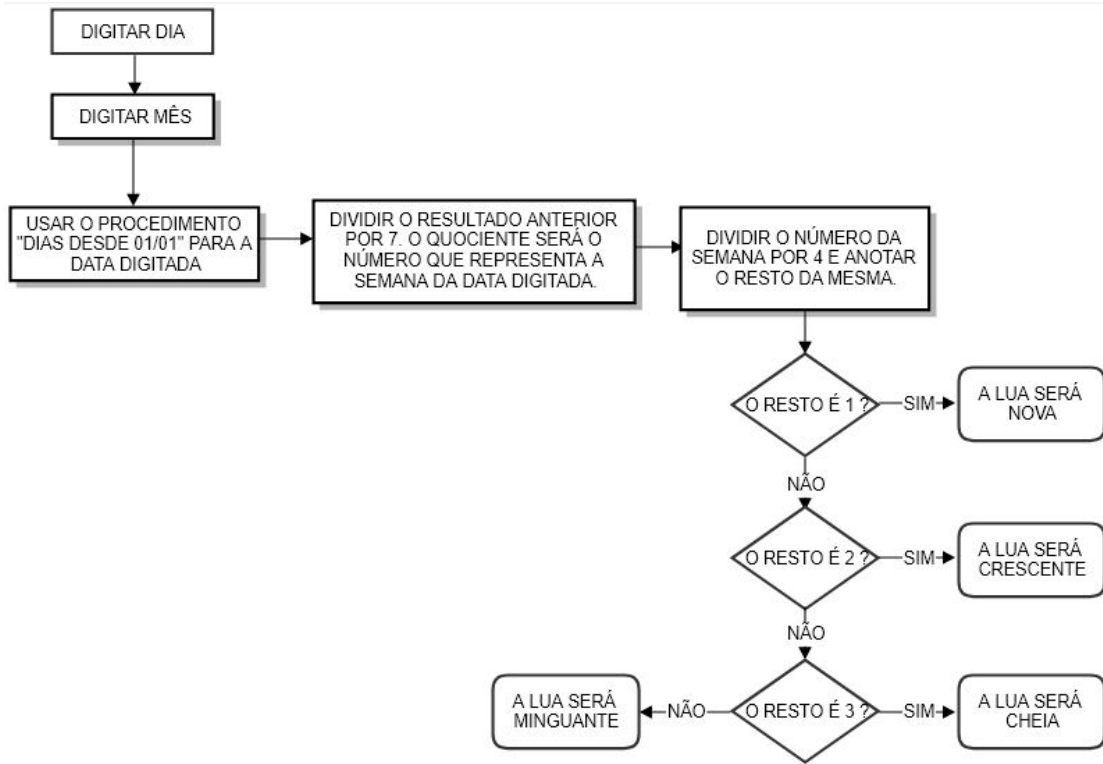 DIGITAR DIA
DIGITAR MÊS
USAR O PROCEDIMENTO
"DIAS DESDE 01/01" PARA A
DATA DIGITADA
DIVIDIR O RESULTADO ANTERIOR
POR 7. O QUOCIENTE SERÁ O
NÚMERO QUE REPRESENTA A
SEMANA DA DATA DIGITADA.
DIVIDIR O NÚMERO DA
SEMANA POR 4 E ANOTAR
O RESTO DA MESMA.
O RESTO É 1 ?
SIM
A LUA SERÁ
NOVA
NÃO
O RESTO É 2 ?
SIM
A LUA SERÁ
CRESCENTE
NÃO
O RESTO É 3 ?
SIM
A LUA SERÁ
CHEIA
NÃO
A LUA SERÁ
MINGUANTE